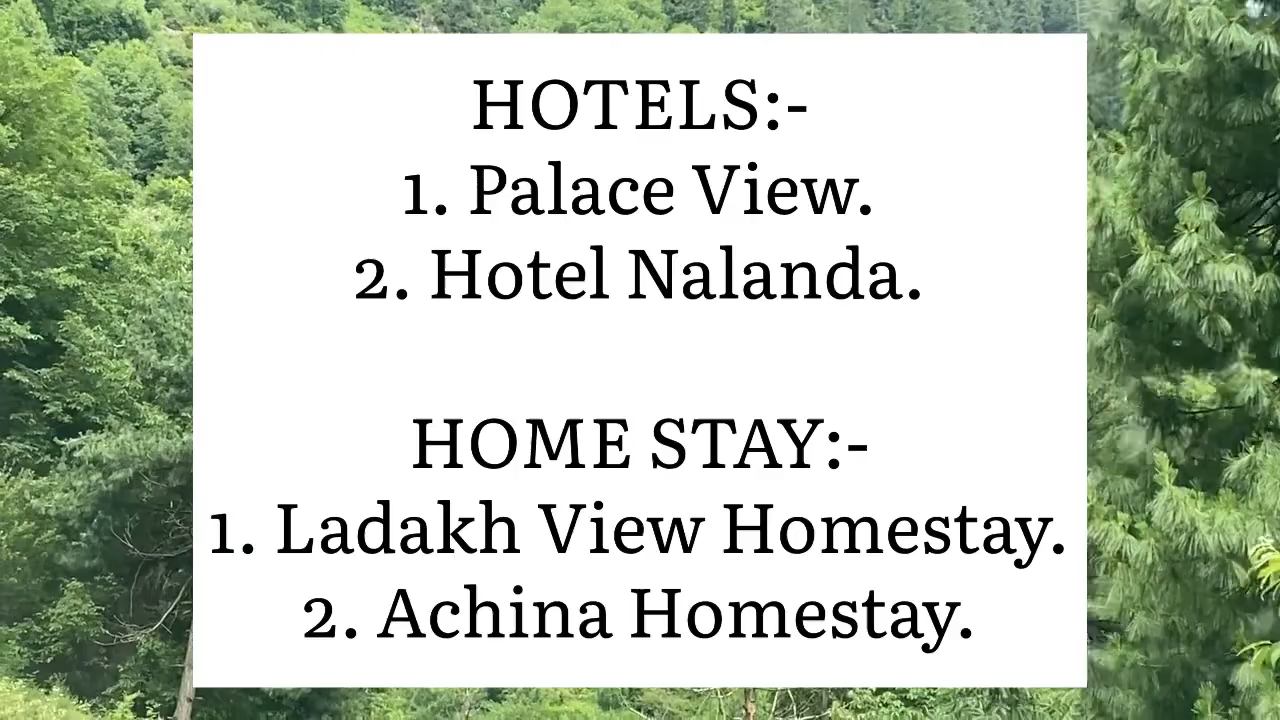 HOTELS:-
1. Palace View.
2. Hotel Nalanda.
HOME STAY:-
1. Ladakh View Homestay.
2. Achina Homestay.